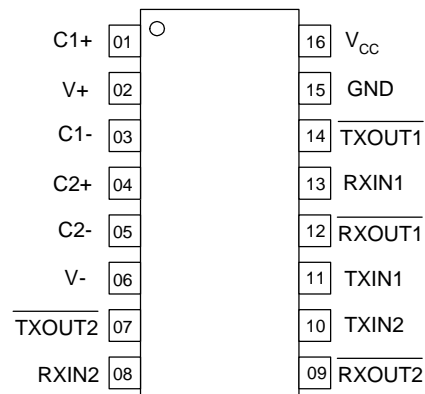 C1+ 01 16 VCC
V+ 02 15 GND
C1- 03 14 TXOUT1
C2+ 04 13 RXIN1
C2- 05 12 RXOUT1
V- 06 11 TXIN1
TXOUT2 07 10 TXIN2
RXIN2 08 09 RXOUT2